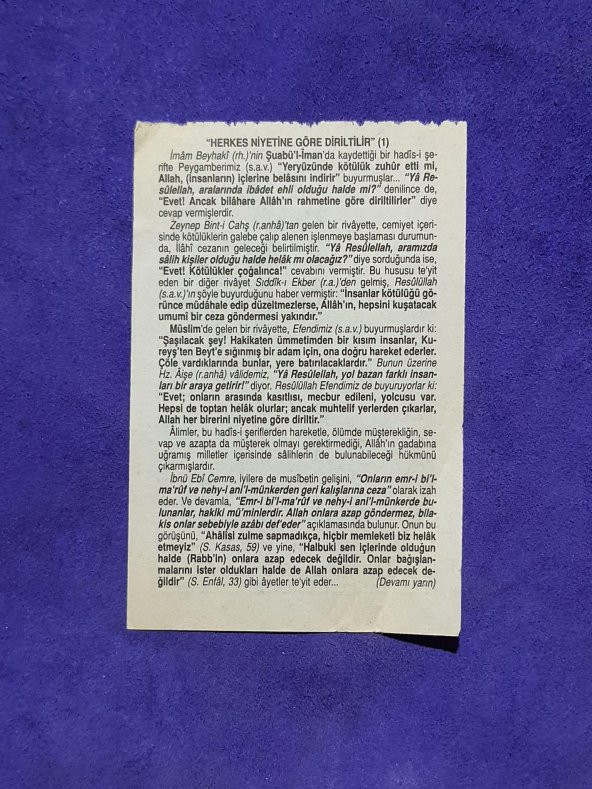 "HERKES NİYETİNE GÖRE DİRİLTİLİR" (1)
İmâm Beyhakî (rh.)'nin Şuabü'l-Îman'da kaydettiği bir hadîs-i şe-
rifte Peygamberimiz (s.a.v.) "Yeryüzünde kötülük zuhûr etti mi,
Allah, (insanların) içlerine belâsını indirir" buyurmuşlar... "Yâ Re-
sûlellah, aralarında ibâdet ehli olduğu halde mi?" denilince de,
"Evet! Ancak bilâhare Allâh'ın rahmetine göre diriltilirler" diye
cevap vermişlerdir.
Zeynep Bint-i Cahş (r.anhâ)'tan gelen bir rivâyette, cemiyet içeri-
sinde kötülüklerin galebe çalıp alenen işlenmeye başlaması durumun-
da, İlâhî cezanın geleceği belirtilmiştir. "Yâ Resûlellah, aramızda
sâlih kişiler olduğu halde helâk mı olacağız?" diye sorduğunda ise,
"Evet! Kötülükler çoğalınca!" cevabını vermiştir. Bu hususu te'yit
eden bir diğer rivâyet Sıddîk-ı Ekber (r.a.)'den gelmiş, Resûlüllah
(s.a.v.)'ın şöyle buyurduğunu haber vermiştir: "İnsanlar kötülüğü gö-
rünce müdâhale edip düzeltmezlerse, Allâh'ın, hepsini kuşatacak
umumî bir ceza göndermesi yakındır."
Müslim'de gelen bir rivâyette, Efendimiz (s.a.v.) buyurmuşlardır ki:
"Şaşılacak şey! Hakikaten ümmetimden bir kısım insanlar, Ku-
reyş'ten Beyt'e sığınmış bir adam için, ona doğru hareket ederler.
Çöle vardıklarında bunlar, yere batırılacaklardır." Bunun üzerine
Hz. Âişe (r.anhâ) vâlidemiz, "Yâ Resûlellah, yol bazan farklı insan-
ları bir araya getirir!" diyor. Resûlüllah Efendimiz de buyuruyorlar ki:
"Evet; onların arasında kasıtlısı, mecbur edileni, yolcusu var.
Hepsi de toptan helâk olurlar; ancak muhtelif yerlerden çıkarlar,
Allah her birerini niyetine göre diriltir."
Âlimler, bu hadîs-i şeriflerden hareketle, ölümde müşterekliğin, se-
vap ve azapta da müşterek olmayı gerektirmediği, Allâh'ın gadabına
uğramış milletler içerisinde sâlihlerin de bulunabileceği hükmünü
çıkarmışlardır.
İbnü Ebî Cemre, iyilere de musîbetin gelişini, "Onların emr-i bi'l-
ma'rûf ve nehy-i ani'l-münkerden geri kalışlarına ceza" olarak izah
eder. Ve devamla, "Emr-i bi'l-ma'rûf ve nehy-i ani'l-münkerde bu-
lunanlar, hakîkî mü'minlerdir. Allah onlara azap göndermez, bila-
kis onlar sebebiyle azâbı def'eder" açıklamasında bulunur. Onun bu
görüşünü, "Ahâlîsi zulme sapmadıkça, hiçbir memleketi biz helâk
etmeyiz" (S. Kasas, 59) ve yine, "Halbuki sen içlerinde olduğun
halde (Rabb'in) onlara azap edecek değildir. Onlar bağışlan-
malarını ister oldukları halde de Allah onlara azap edecek de-
ğildir" (S. Enfâl, 33) gibi âyetler te'yit eder... (Devamı yarın)